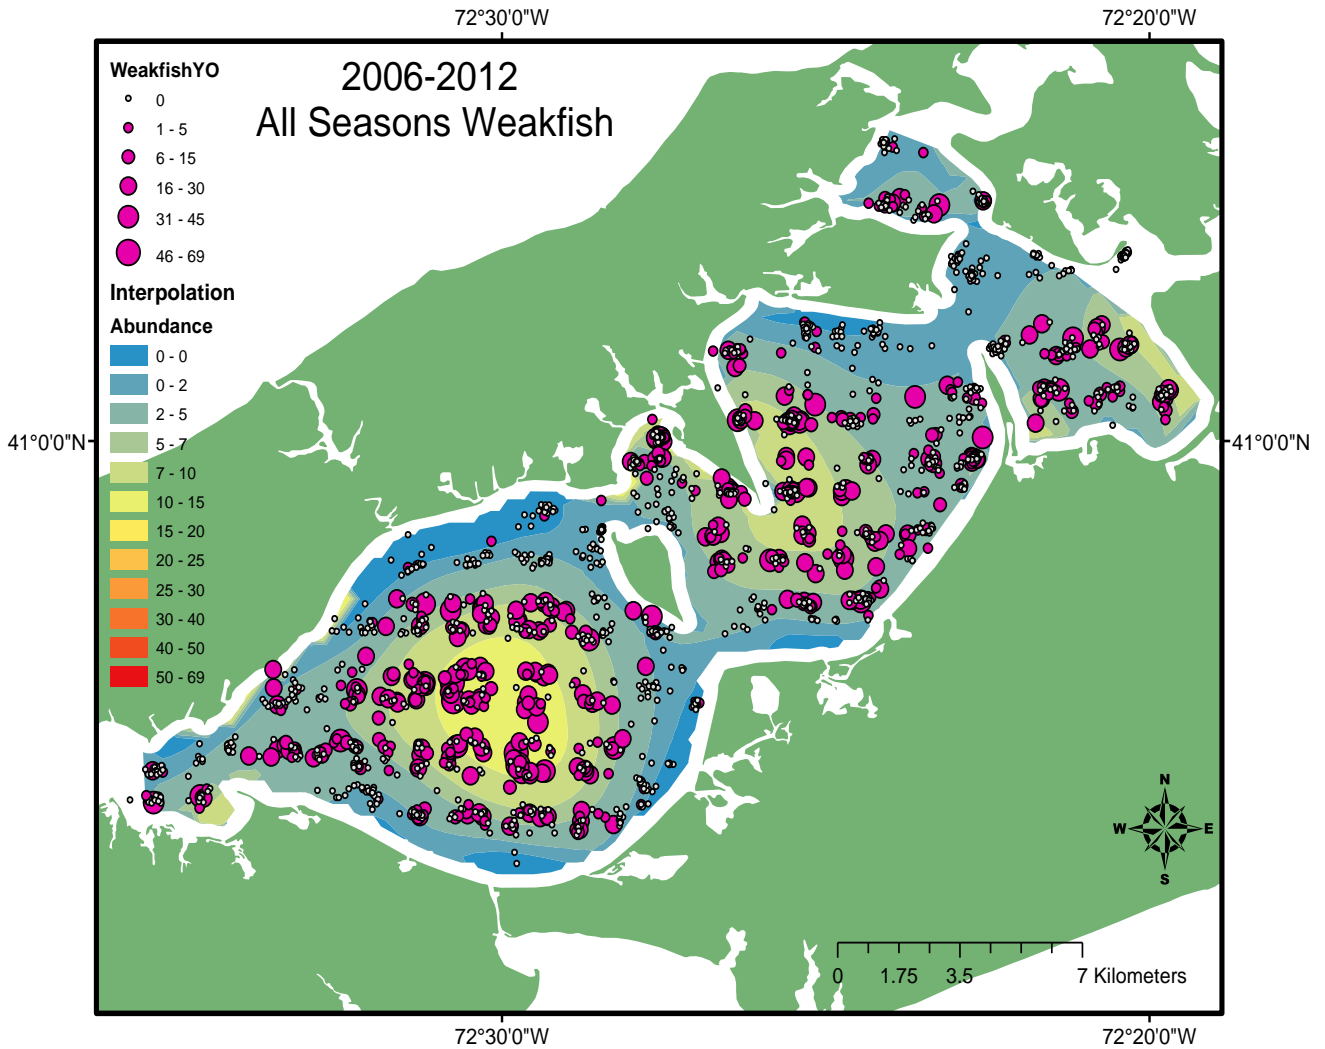 72°30'0"W
72°20'0"W
WeakfishYO
2006-2012
All Seasons Weakfish
0
1 - 5
6 - 15
16 - 30
31 - 45
46 - 69
Interpolation
Abundance
0 - 0
0 - 2
2 - 5
5 - 7
7 - 10
10 - 15
15 - 20
20 - 25
25 - 30
30 - 40
40 - 50
50 - 69
41°0'0"N
41°0'0"N
N
W
E
S
0
1.75
3.5
7 Kilometers
72°30'0"W
72°20'0"W